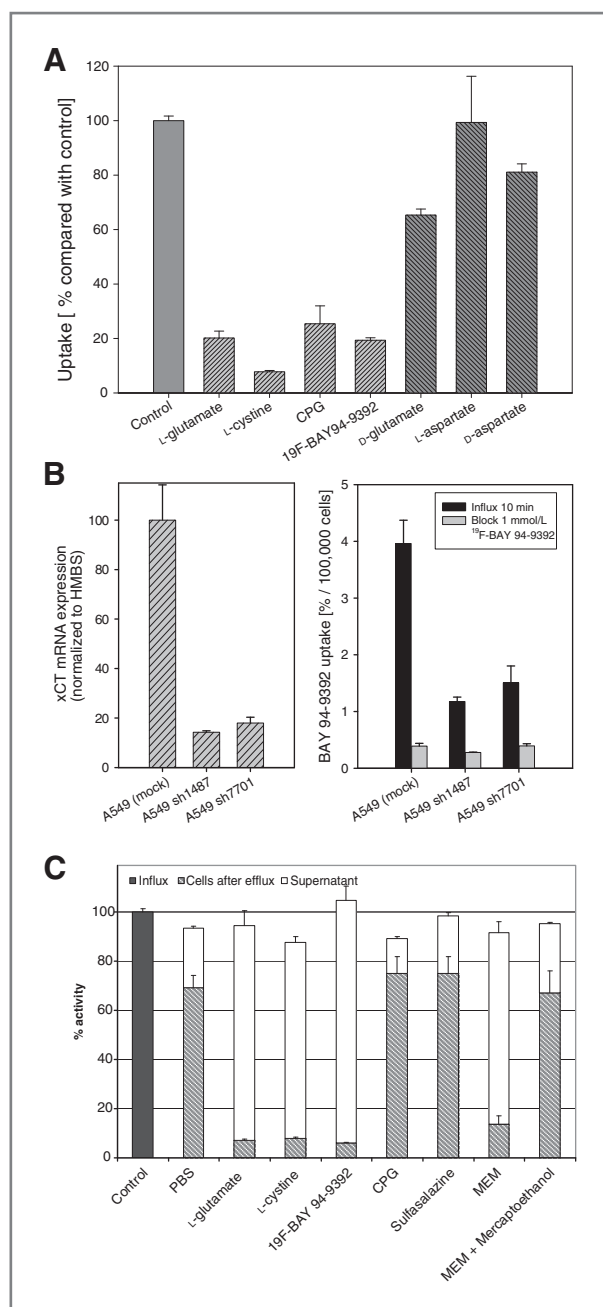 A
Uptake [ % compared with control]
120
100
80
60
40
20
0
Control
L-glutamate
L-cystine
CPG
19F-BAY94-9392
D-glutamate
L-aspartate
D-aspartate
B
xCT mRNA expression
(normalized to HMBS)
100
80
60
40
20
0
A549 (mock)
A549 sh1487
A549 sh7701
BAY 94-9392 uptake [% / 100,000 cells]
5
4
3
2
1
0
Influx 10 min
Block 1 mmol/L
19F-BAY 94-9392
A549 (mock)
A549 sh1487
A549 sh7701
C
Influx Cells after efflux Supernatant
% activity
100
80
60
40
20
0
Control
PBS
L-glutamate
L-cystine
19F-BAY 94-9392
CPG
Sulfasalazine
MEM
MEM + Mercaptoethanol